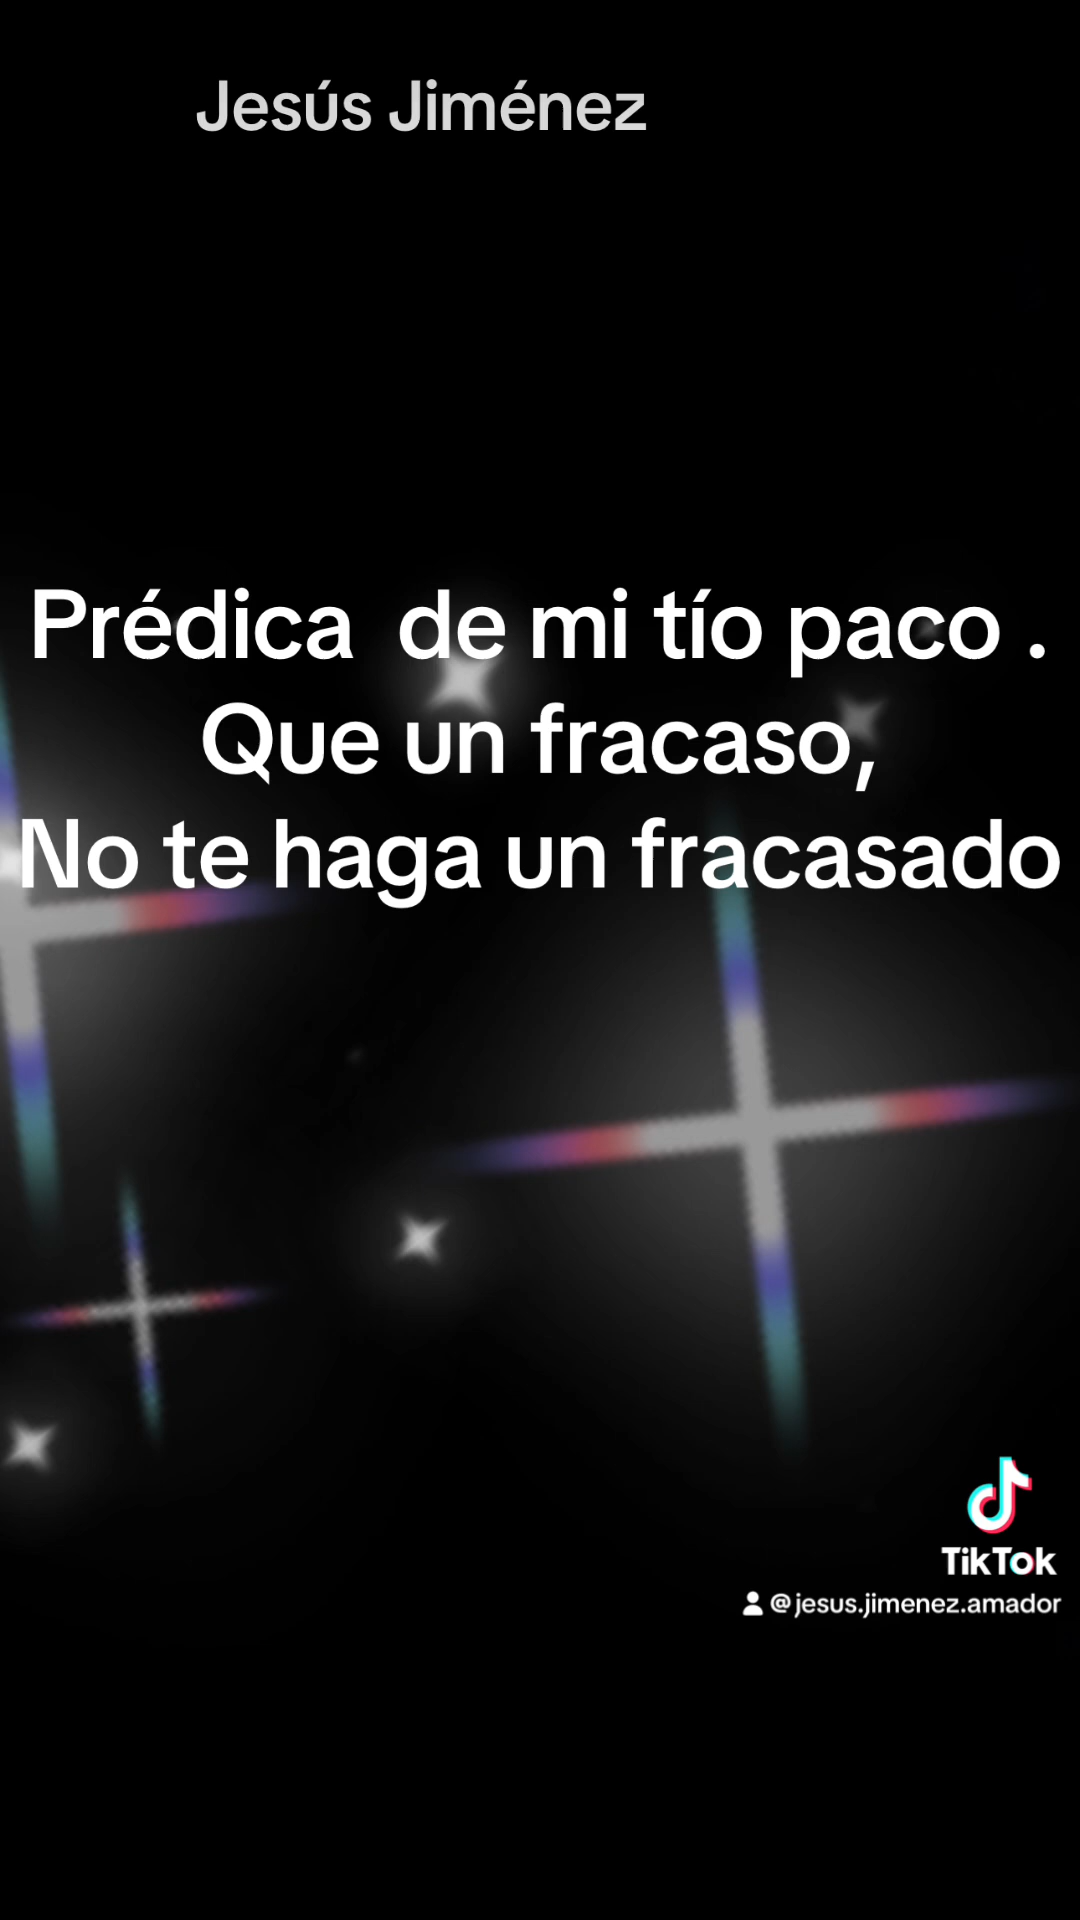 Jesús Jiménez
Prédica  de mi tío paco .
Que un fracaso,
No te haga un fracasado
TikTok
@jesus.jimenez.amador